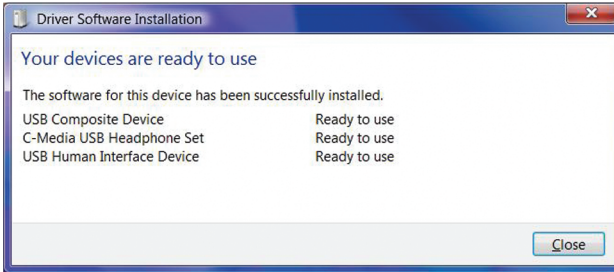 Driver Software Installation
Your devices are ready to use
The software for this device has been successfully installed.
USB Composite Device Ready to use
C-Media USB Headphone Set Ready to use
USB Human Interface Device Ready to use
Close